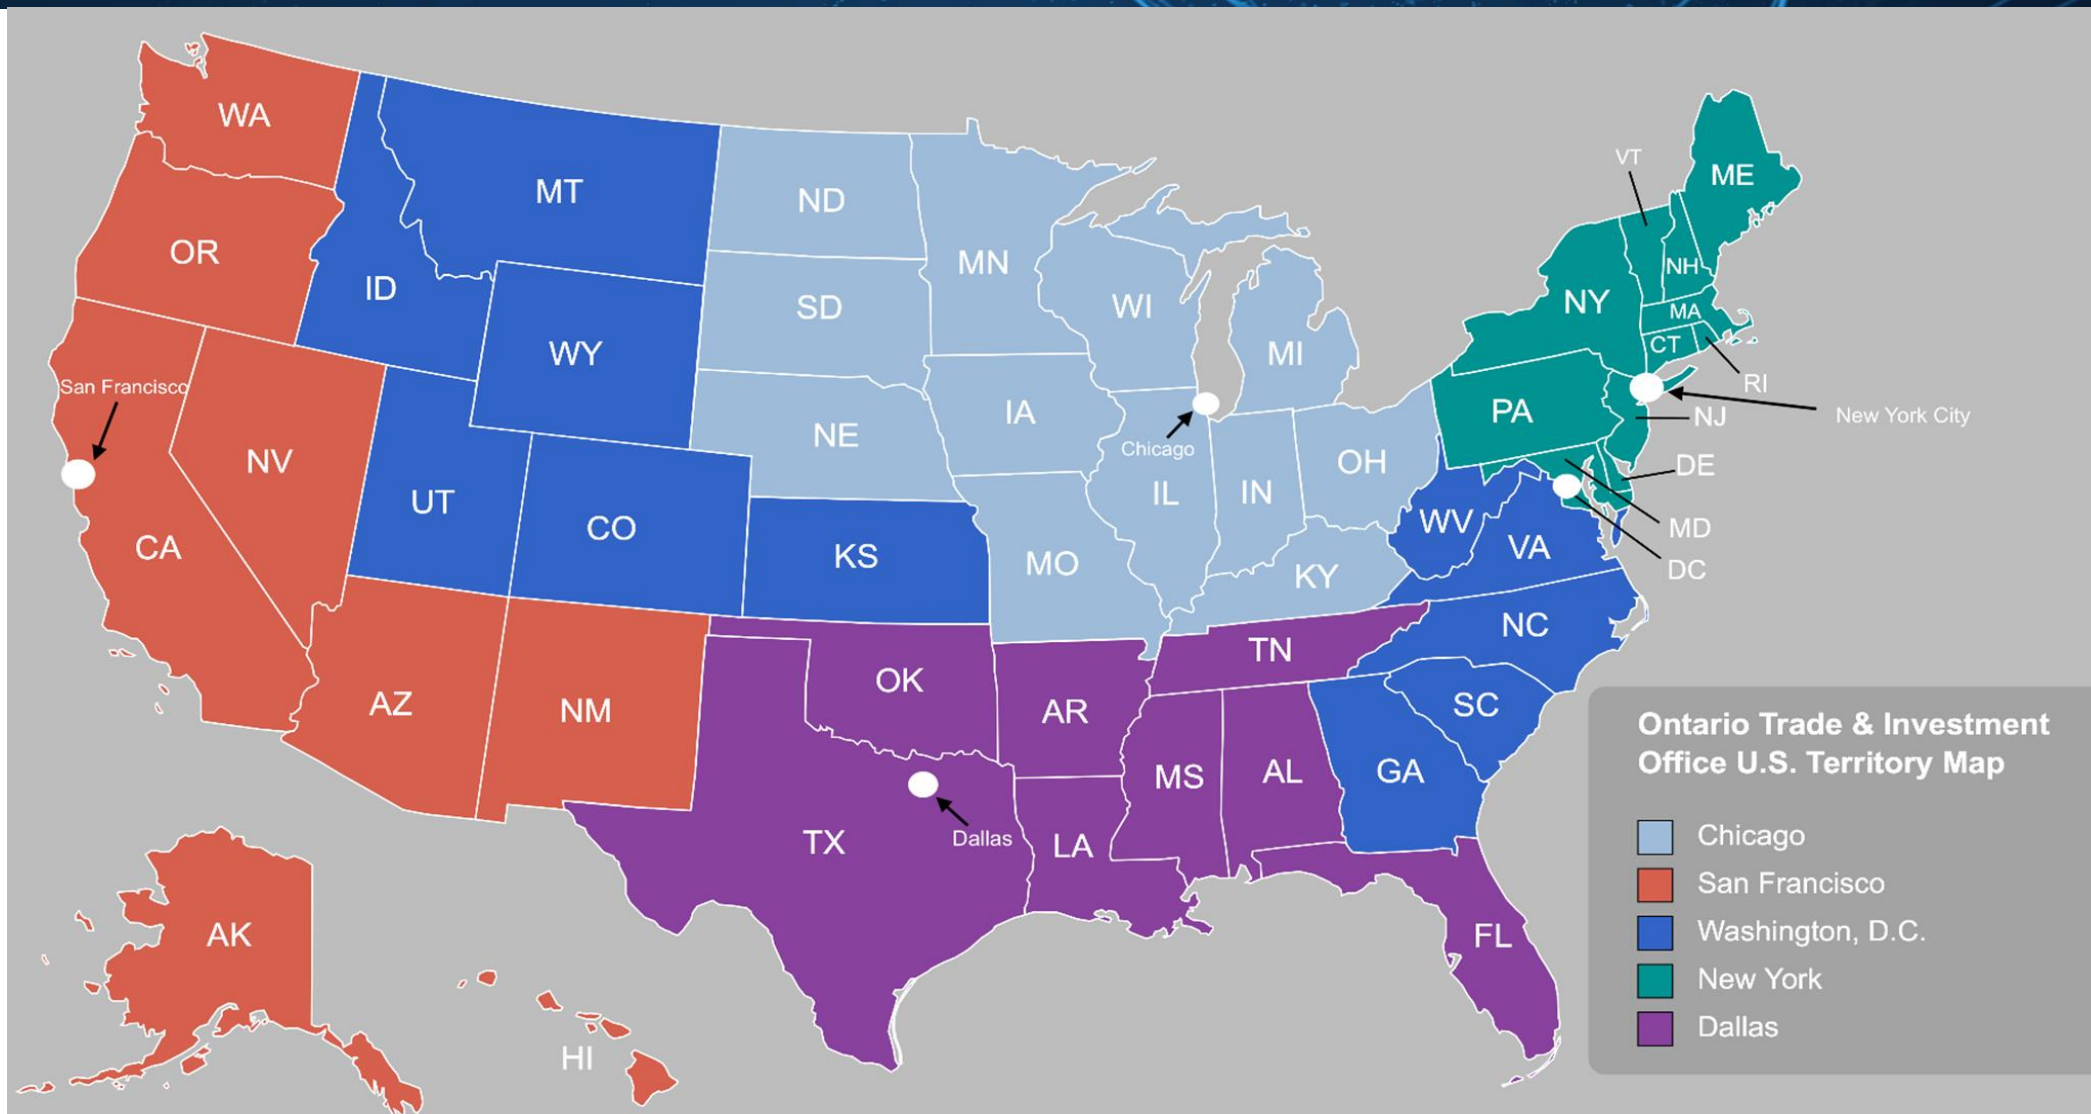 WA
OR
CA
NV
ID
MT
WY
UT
CO
AZ
NM
AK
HI
ND
SD
NE
KS
MN
IA
MO
WI
IL
MI
IN
OH
KY
OK
TX
AR
LA
TN
MS
AL
FL
GA
SC
NC
VA
WV
VT
ME
NH
NY
MA
CT
RI
PA
NJ
DE
MD
DC
San Francisco
Chicago
Dallas
New York City
Ontario Trade & Investment
Office U.S. Territory Map
Chicago
San Francisco
Washington, D.C.
New York
Dallas